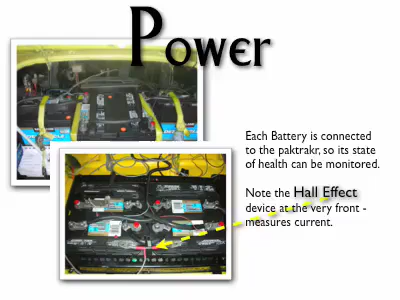 Power
Each Battery is connected
to the paktrakr, so its state
of health can be monitored.
Note the Hall Effect
device at the very front -
measures current.